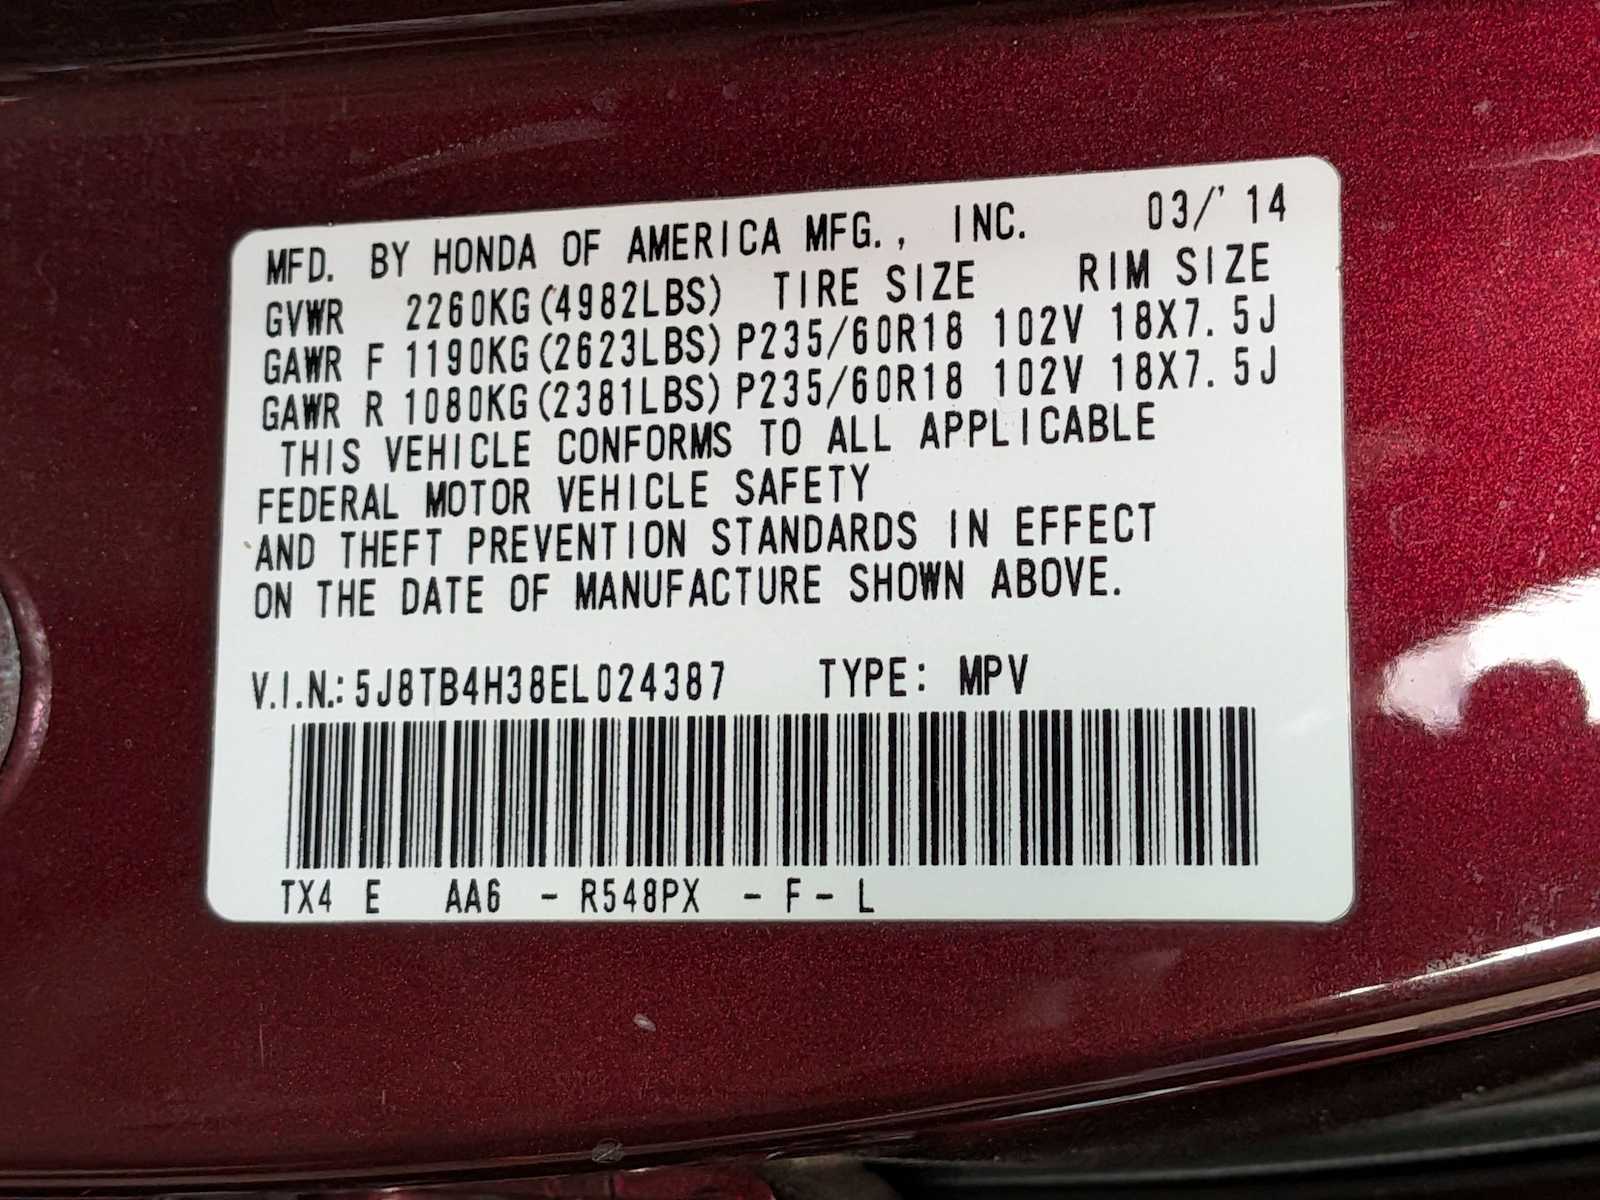 MFD. BY HONDA OF AMERICA MFG., INC. 03/'14
GVWR 2260KG(4982LBS) TIRE SIZE RIM SIZE
GAWR F 1190KG(2623LBS) P235/60R18 102V 18X7.5J
GAWR R 1080KG(2381LBS) P235/60R18 102V 18X7.5J
THIS VEHICLE CONFORMS TO ALL APPLICABLE
FEDERAL MOTOR VEHICLE SAFETY
AND THEFT PREVENTION STANDARDS IN EFFECT
ON THE DATE OF MANUFACTURE SHOWN ABOVE.
V.I.N.: 5J8TB4H38EL024387 TYPE: MPV
TX4 E AA6 - R548PX - F - L